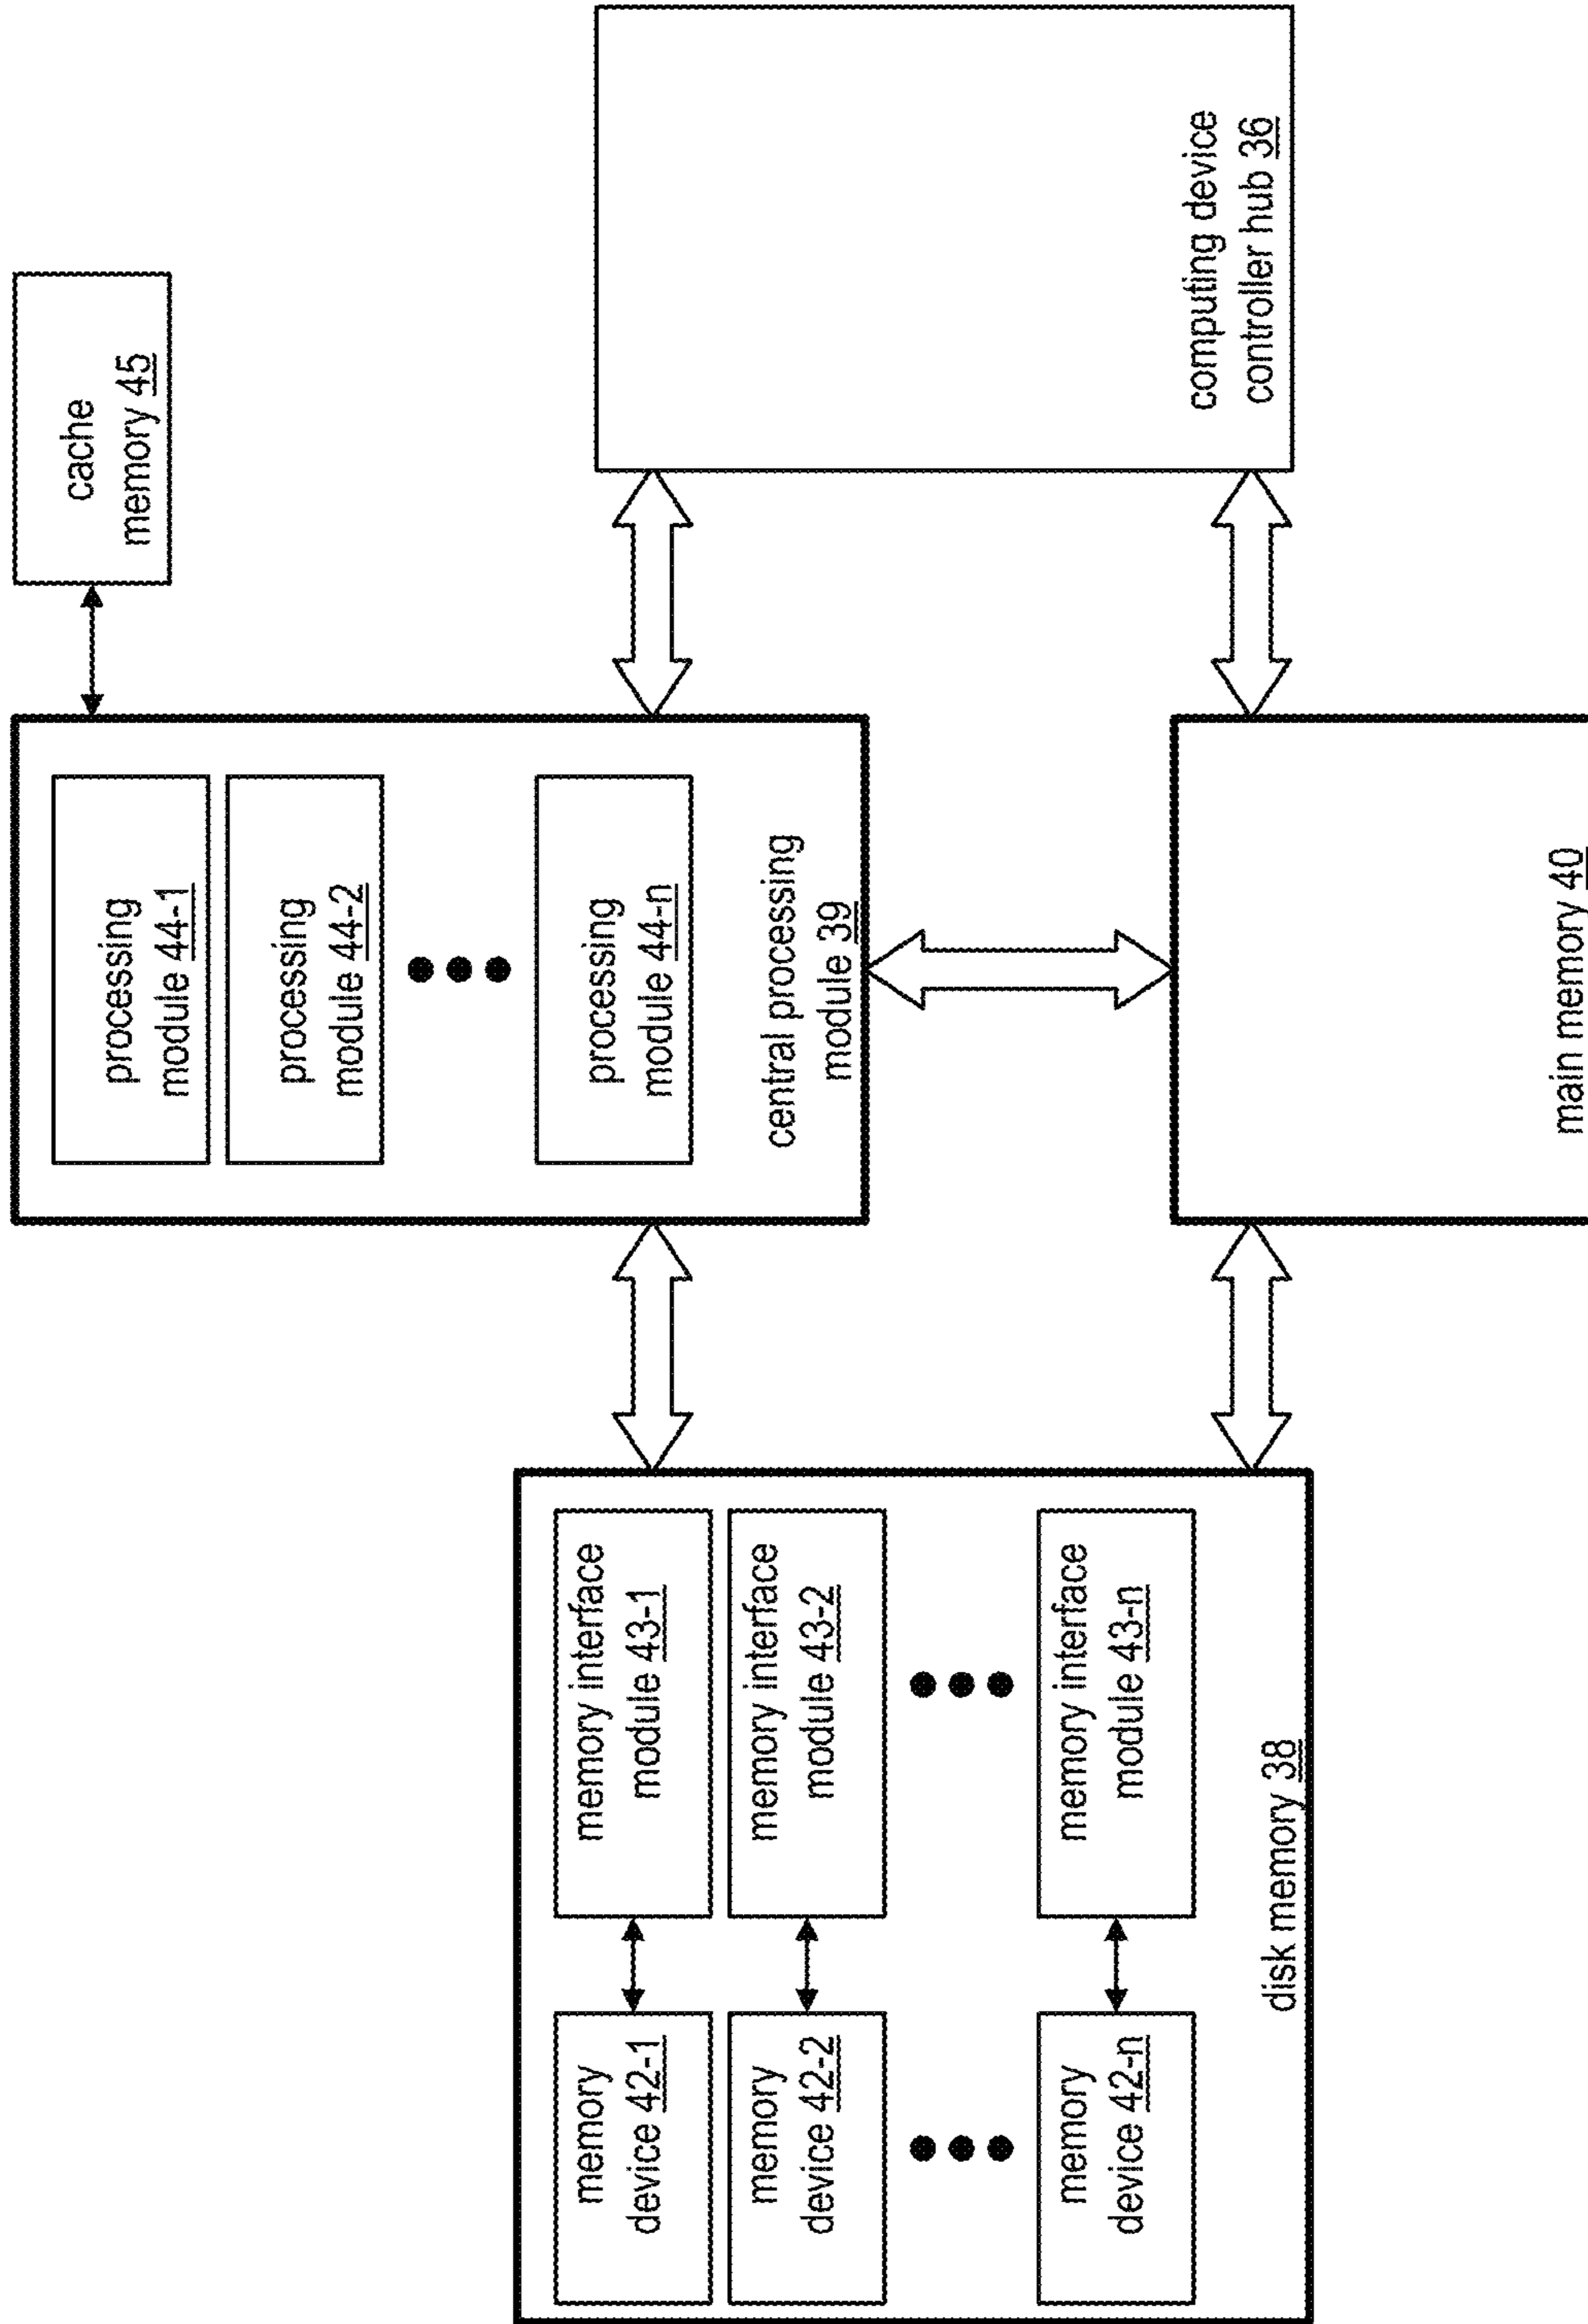 cache
memory 45
processing
module 44-1
processing
module 44-2
processing
module 44-n
central processing
module 39
memory
device 42-1
memory interface
module 43-1
memory
device 42-2
memory interface
module 43-2
memory
device 42-n
memory interface
module 43-n
disk memory 38
computing device
controller hub 36
main memory 40